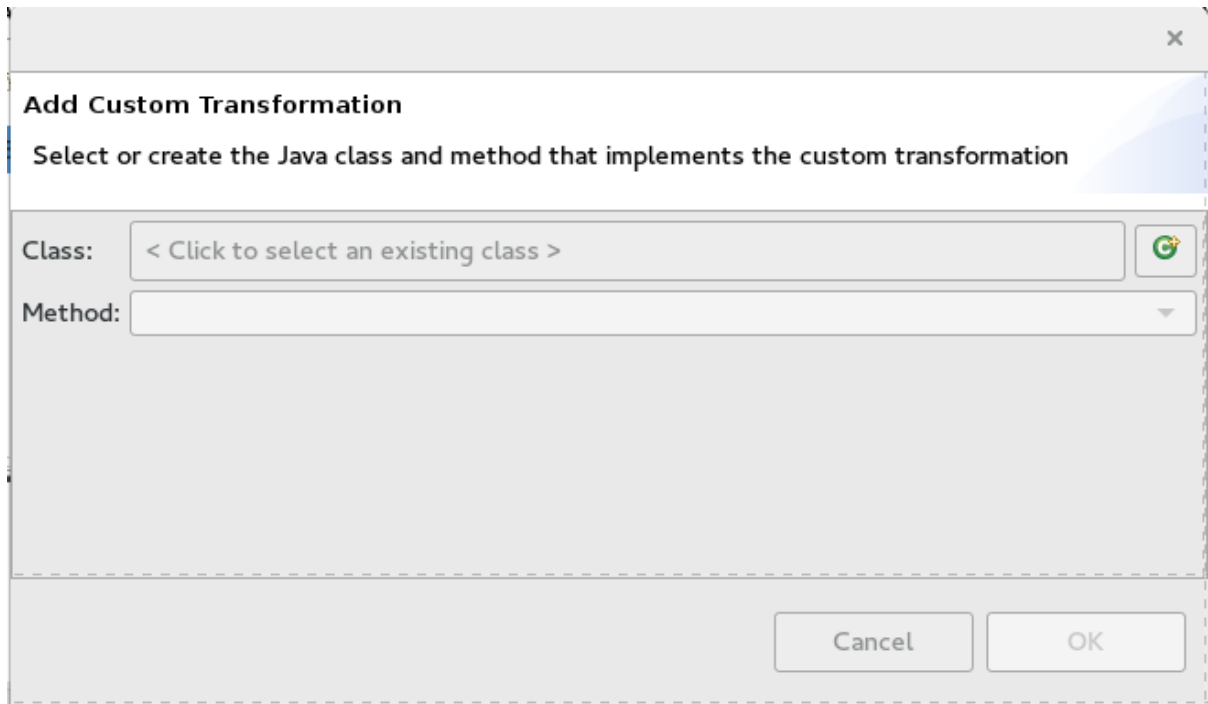 Add Custom Transformation
Select or create the Java class and method that implements the custom transformation
Class: < Click to select an existing class >
Method:
Cancel OK